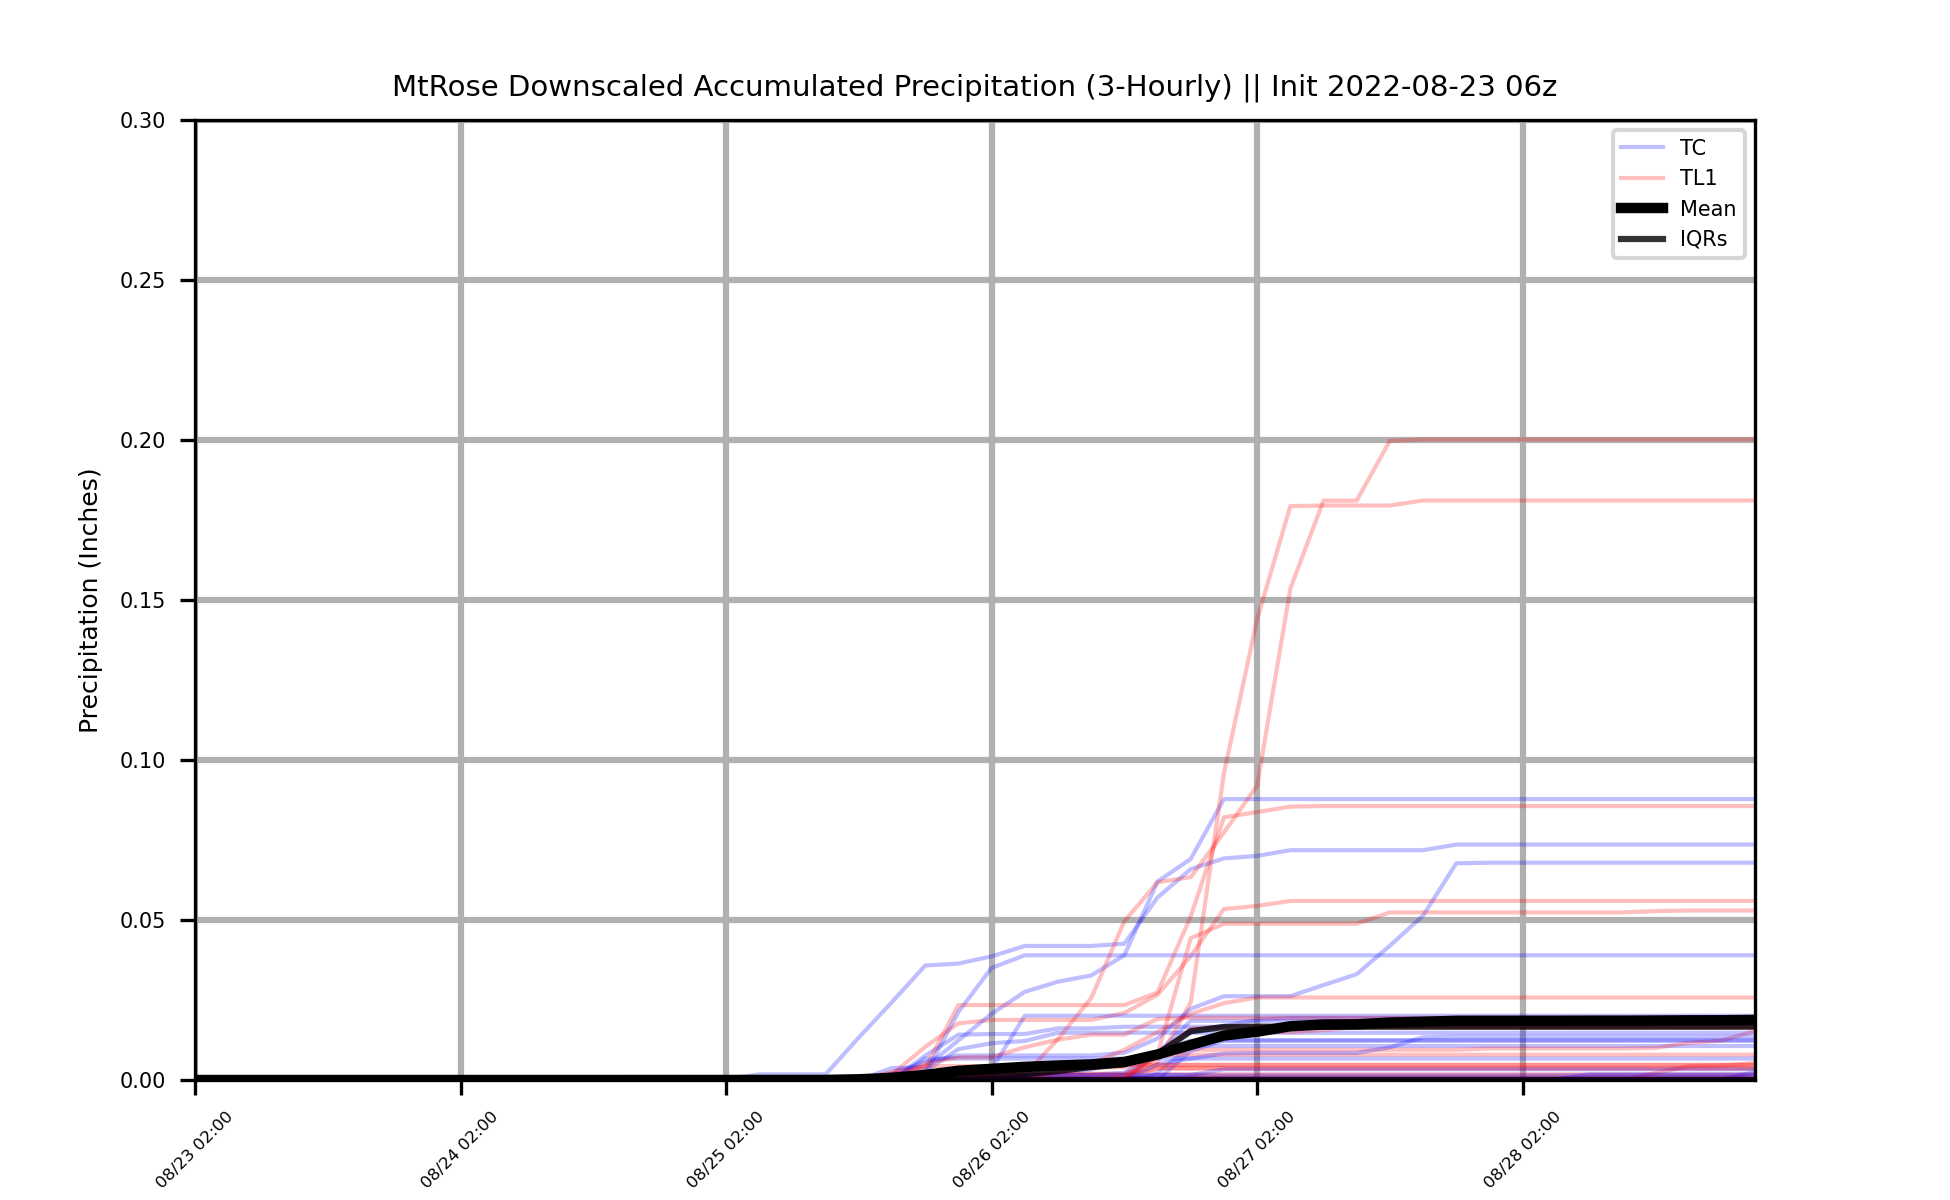 MtRose Downscaled Accumulated Precipitation (3-Hourly) || Init 2022-08-23 06z
TC
TL1
Mean
IQRs
Precipitation (Inches)
0.30
0.25
0.20
0.15
0.10
0.05
0.00
08/23 02:00
08/24 02:00
08/25 02:00
08/26 02:00
08/27 02:00
08/28 02:00